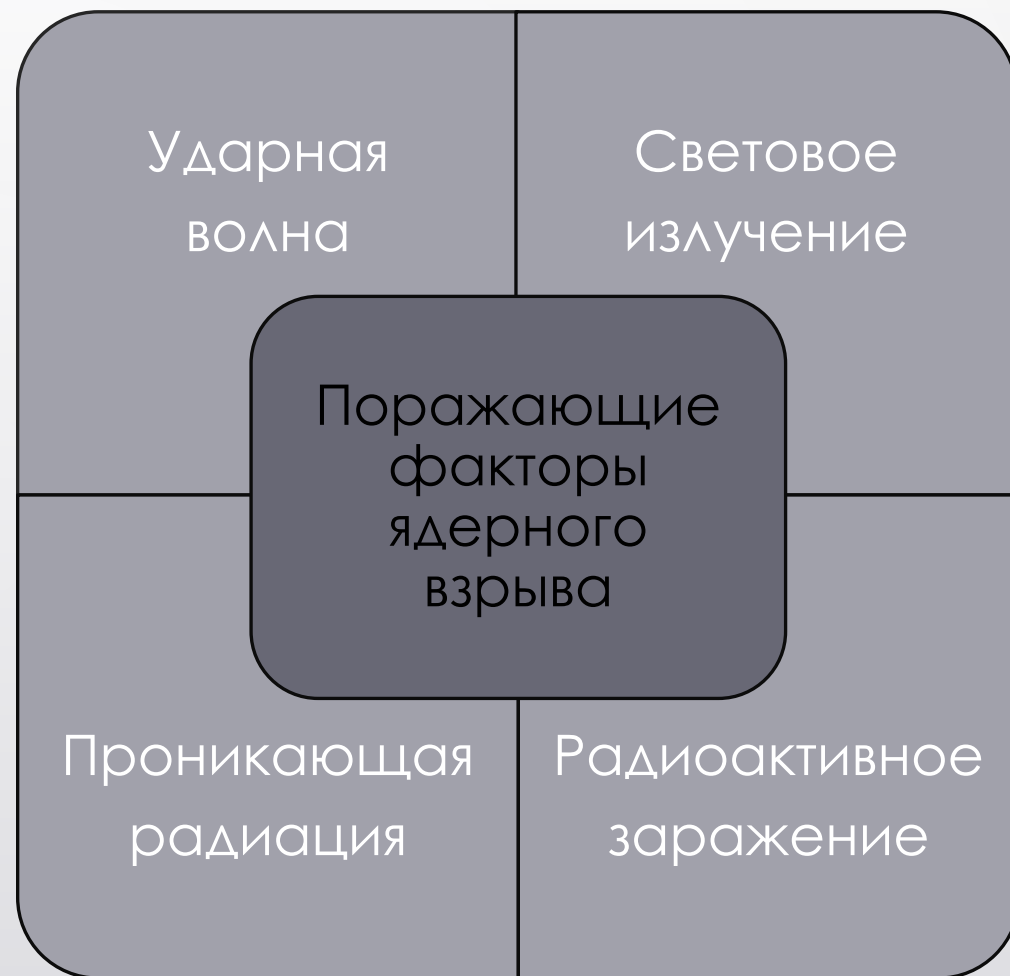 Ударная
волна
Световое
излучение
Поражающие
факторы
ядерного
взрыва
Проникающая
радиация
Радиоактивное
заражение